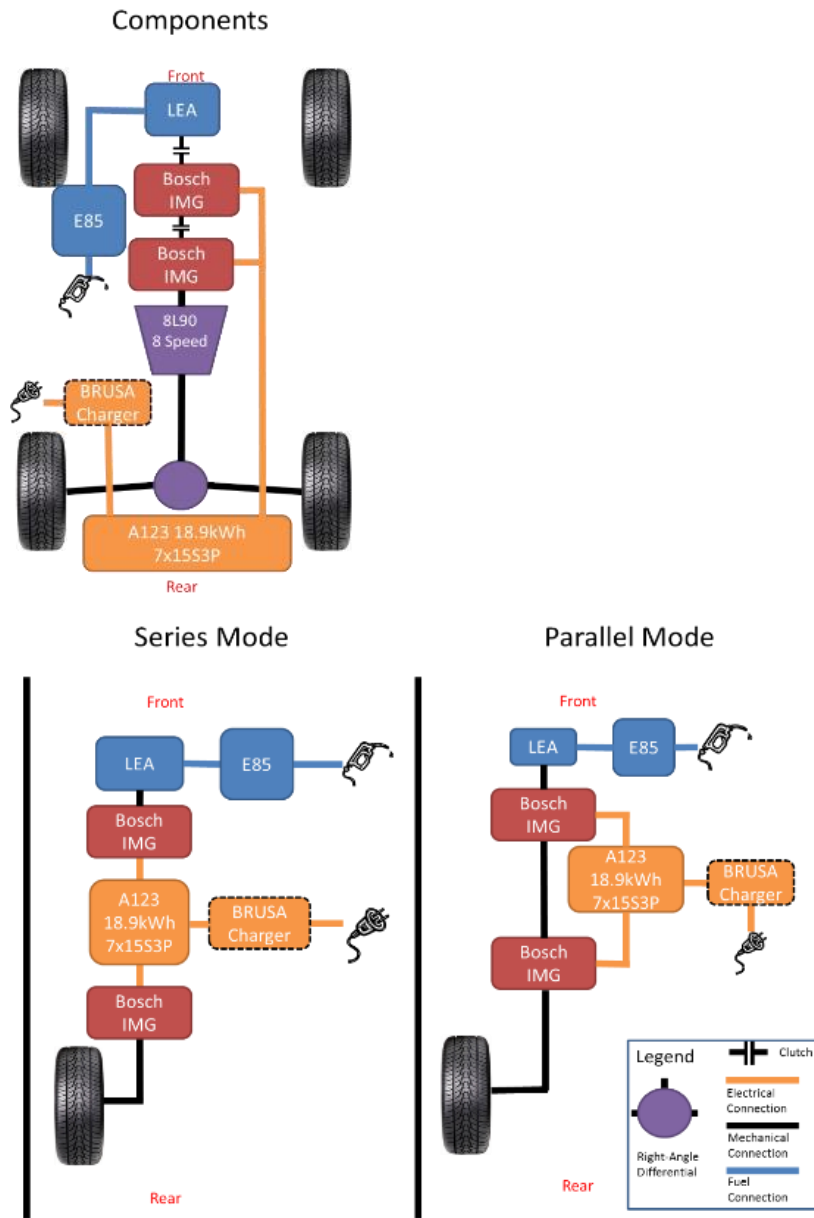 Components
Front
LEA
Bosch
IMG
E85
Bosch
IMG
8L90
8 Speed
BRUSA
Charger
A123 18.9kWh
7x15S3P
Rear
Series Mode
Front
LEA
E85
Bosch
IMG
A123
18.9kWh
7x15S3P
BRUSA
Charger
Bosch
IMG
Rear
Parallel Mode
Front
LEA
E85
Bosch
IMG
A123
18.9kWh
7x15S3P
BRUSA
Charger
Bosch
IMG
Rear
Legend
Clutch
Electrical
Connection
Mechanical
Connection
Right-Angle
Differential
Fuel
Connection